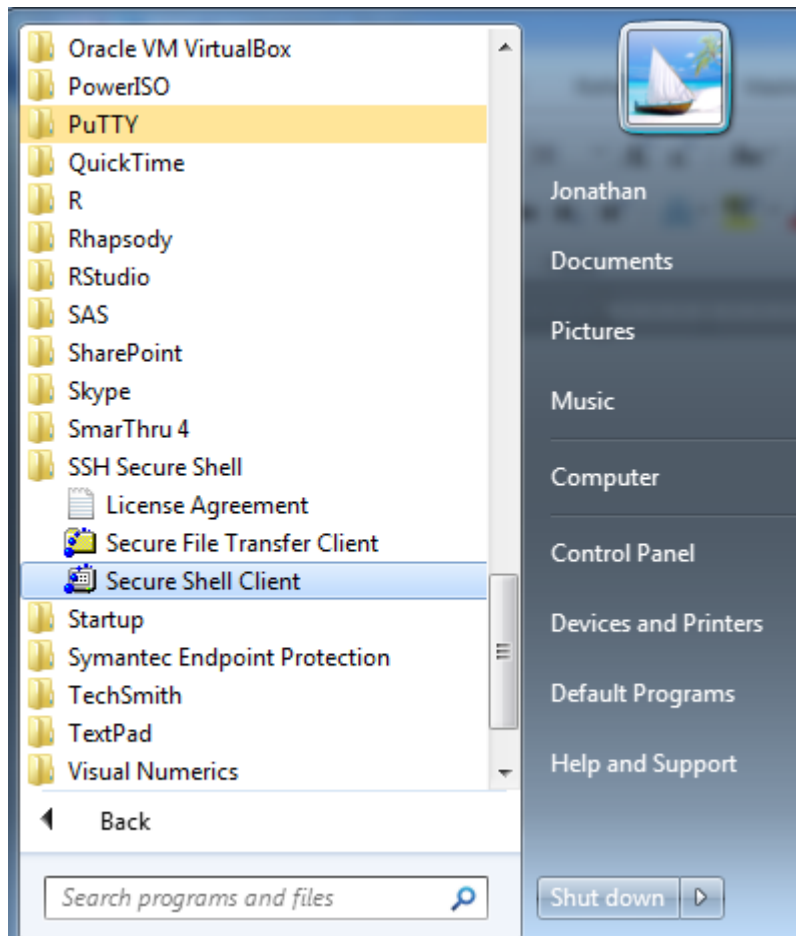 Oracle VM VirtualBox
PowerISO
PuTTY
QuickTime
R
Rhapsody
RStudio
SAS
SharePoint
Skype
SmarThru 4
SSH Secure Shell
License Agreement
Secure File Transfer Client
Secure Shell Client
Startup
Symantec Endpoint Protection
TechSmith
TextPad
Visual Numerics
Back
Search programs and files
Jonathan
Documents
Pictures
Music
Computer
Control Panel
Devices and Printers
Default Programs
Help and Support
Shut down